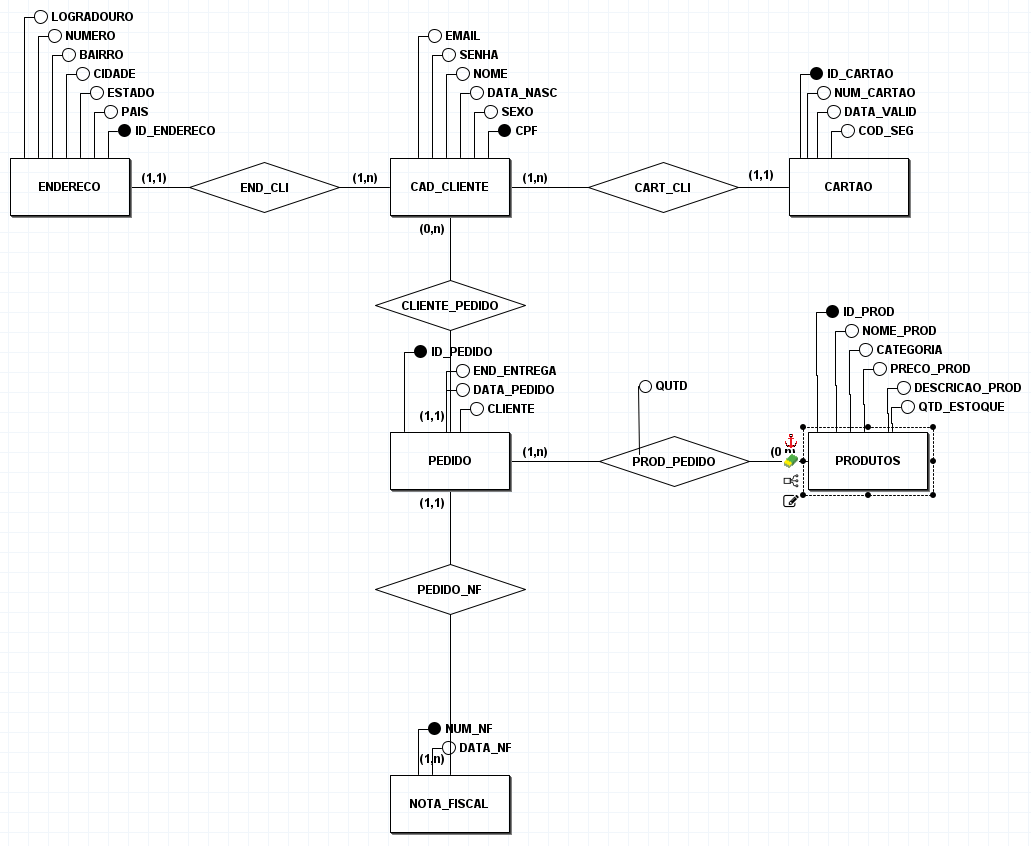 LOGRADOURO
NUMERO
BAIRRO
CIDADE
ESTADO
PAIS
ID_ENDERECO
ENDERECO
(1,1)
END_CLI
(1,n)
EMAIL
SENHA
NOME
DATA_NASC
SEXO
CPF
CAD_CLIENTE
(1,n)
CART_CLI
(1,1)
ID_CARTAO
NUM_CARTAO
DATA_VALID
COD_SEG
CARTAO
(0,n)
CLIENTE_PEDIDO
ID_PEDIDO
END_ENTREGA
DATA_PEDIDO
CLIENTE
(1,1)
PEDIDO
(1,n)
QUTD
PROD_PEDIDO
ID_PROD
NOME_PROD
CATEGORIA
PRECO_PROD
DESCRICAO_PROD
QTD_ESTOQUE
PRODUTOS
(1,1)
PEDIDO_NF
NUM_NF
DATA_NF
(1,n)
NOTA_FISCAL